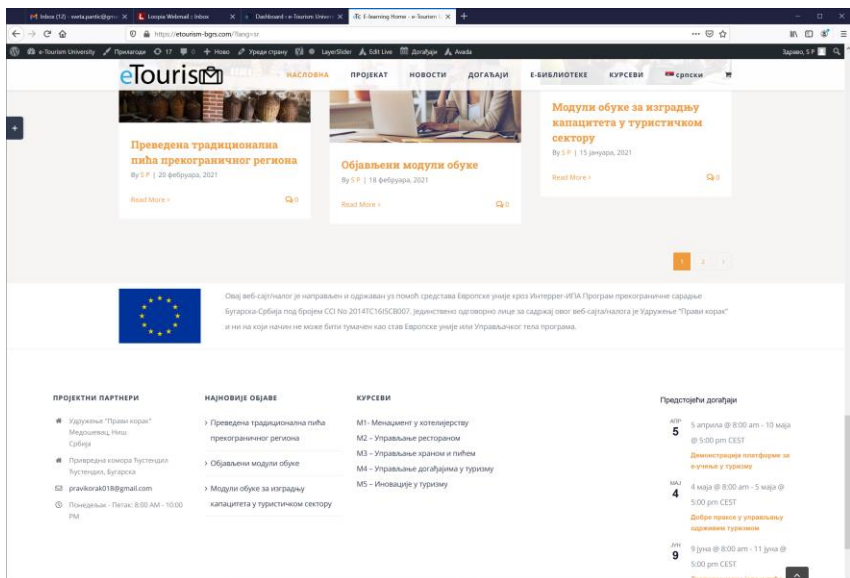 Inbox (12) - sveta.pantic@gm
Loopia Webmail :: Inbox
Dashboard ‹ e-Tourism Univers
E-learning Home - e-Tourism
https://etourism-bgrs.com/?lang=sr
e-Tourism University
Прилагоди
17
0
Ново
Уреди страну
LayerSlider
Edit Live
Догађаји
Avada
Здраво, S P
eTouris
НАСЛОВНА
ПРОЈЕКАТ
НОВОСТИ
ДОГАЂАЈИ
Е-БИБЛИОТЕКЕ
КУРСЕВИ
српски
Преведена традиционална
пића прекограничног региона
By S P | 20 фебруара, 2021
Read More ›
0
Објављени модули обуке
By S P | 18 фебруара, 2021
Read More ›
0
Модули обуке за изградњу
капацитета у туристичком
сектору
By S P | 15 јануара, 2021
Read More ›
0
1
2
›
Овај веб-сајт/налог је направљен и одржаван уз помоћ средстава Европске уније кроз Интеррег-ИПА Програм прекограничне сарадње
Бугарска-Србија под бројем CCI No 2014TC16I5CB007. Јединствено одговорно лице за садржај овог веб-сајта/налога је Удружење "Прави корак"
и ни на који начин не може бити тумачен као став Европске уније или Управљачког тела програма.
ПРОЈЕКТНИ ПАРТНЕРИ
Удружење "Прави корак"
Медошевац, Ниш
Србија
Привредна комора Ћустендил
Ћустендил, Бугарска
pravikorak018@gmail.com
Понедељак - Петак: 8:00 AM - 10:00
PM
НАЈНОВИЈЕ ОБЈАВЕ
› Преведена традиционална пића
прекограничног региона
› Објављени модули обуке
› Модули обуке за изградњу
капацитета у туристичком сектору
КУРСЕВИ
М1- Менаџмент у хотелијерству
М2 – Управљање рестораном
М3 – Управљање храном и пићем
М4 – Управљање догађајима у туризму
М5 – Иновације у туризму
Предстојећи догађаји
АПР
5
5 априла @ 8:00 am - 10 маја
@ 5:00 pm CEST
Демонстрације платформе за
е-учење у туризму
МАЈ
4
4 маја @ 8:00 am - 5 маја @
5:00 pm CEST
Добре праксе у управљању
одрживим туризмом
ЈУН
9
9 јуна @ 8:00 am - 11 јуна @
5:00 pm CEST